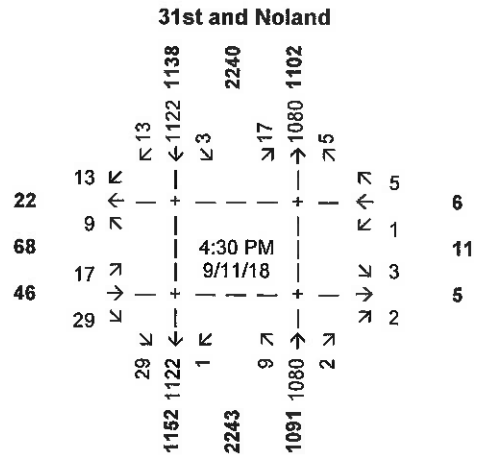 31st and Noland
1138 2240 1102
13 1122 3 17 1080 5
13 5
22 6
9 1
68 4:30 PM 11
9/11/18
17 3
46 5
29 2
29 1122 1 9 1080 2
1152 2243 1091